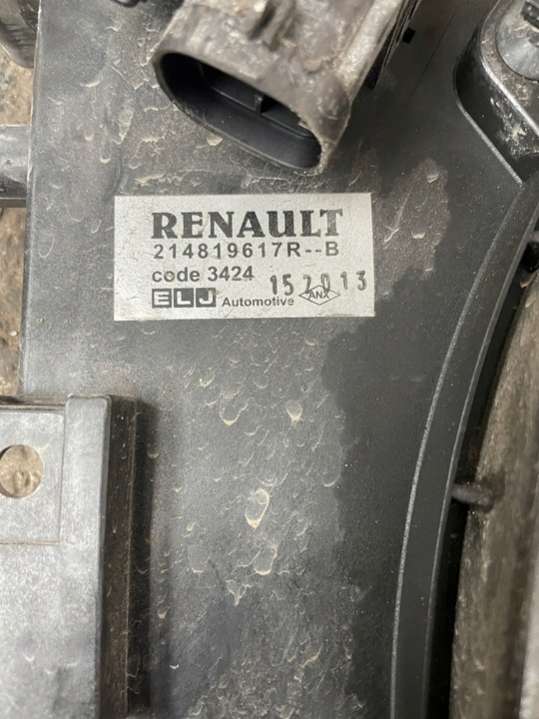 RENAULT
214819617R--B
code 3424 152013
ELJ Automotive ANX